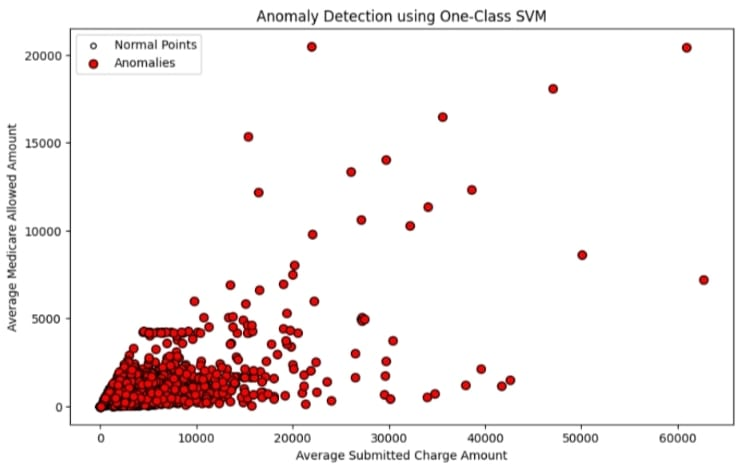 Anomaly Detection using One-Class SVM
Normal Points
Anomalies
20000
15000
10000
5000
0
Average Medicare Allowed Amount
0 10000 20000 30000 40000 50000 60000
Average Submitted Charge Amount